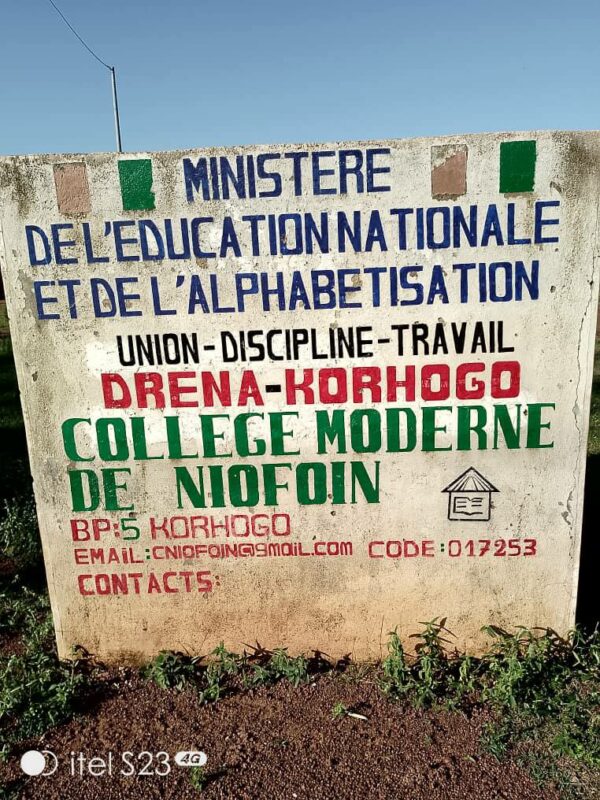 MINISTERE
DE L'EDUCATION NATIONALE
ET DE L'ALPHABETISATION
UNION-DISCIPLINE-TRAVAIL
DRENA-KORHOGO
COLLEGE MODERNE
DE NIOFOIN
BP:5 KORHOGO
EMAIL:CNIOFOIN@gmail.com CODE:017253
CONTACTS:
itel S23 4G